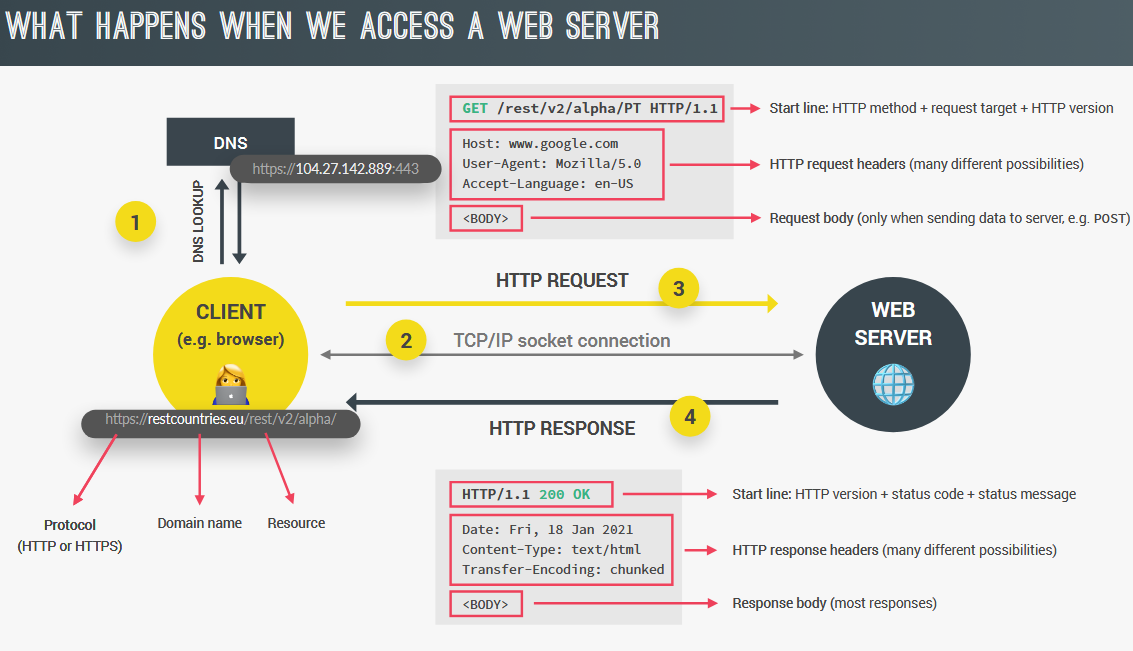 WHAT HAPPENS WHEN WE ACCESS A WEB SERVER
GET /rest/v2/alpha/PT HTTP/1.1
Start line: HTTP method + request target + HTTP version
Host: www.google.com
User-Agent: Mozilla/5.0
Accept-Language: en-US
HTTP request headers (many different possibilities)
<BODY>
Request body (only when sending data to server, e.g. POST)
DNS
https://104.27.142.889:443
1
DNS LOOKUP
HTTP REQUEST
3
CLIENT
(e.g. browser)
2
TCP/IP socket connection
WEB
SERVER
https://restcountries.eu/rest/v2/alpha/
4
HTTP RESPONSE
Protocol
(HTTP or HTTPS)
Domain name
Resource
HTTP/1.1 200 OK
Start line: HTTP version + status code + status message
Date: Fri, 18 Jan 2021
Content-Type: text/html
Transfer-Encoding: chunked
HTTP response headers (many different possibilities)
<BODY>
Response body (most responses)